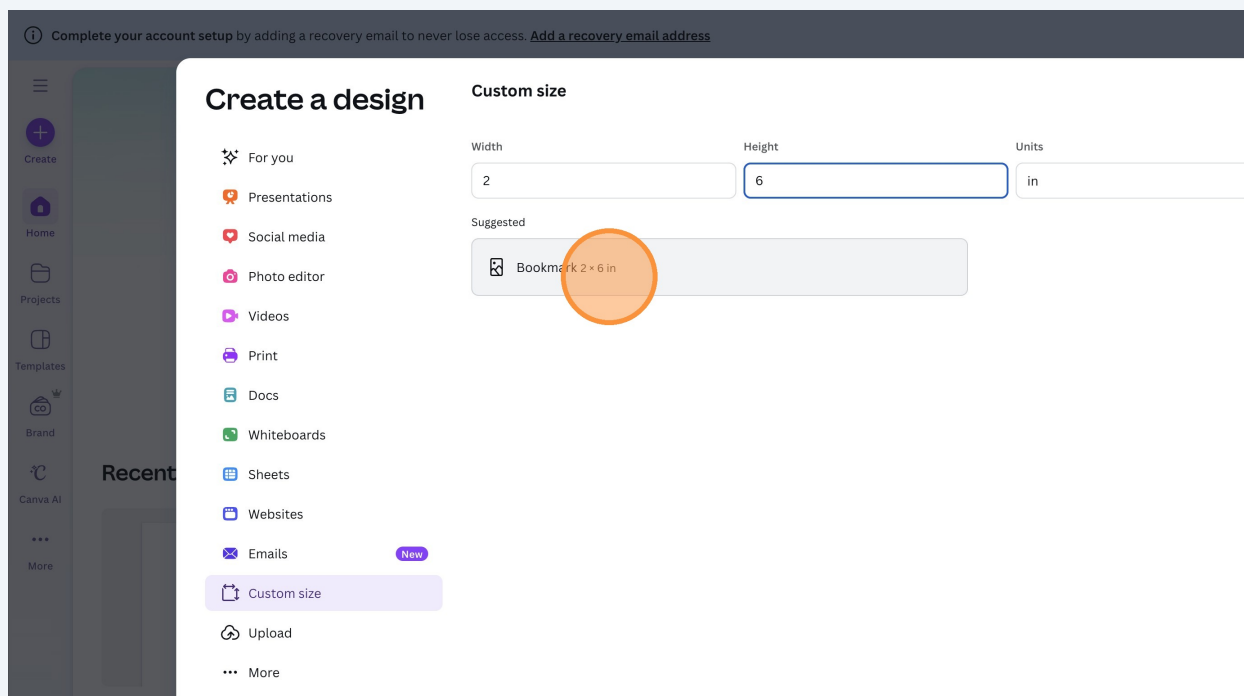 Complete your account setup by adding a recovery email to never lose access. Add a recovery email address
Create
Home
Projects
Templates
CO
Brand
Canva AI
More
Recent
Create a design
For you
Presentations
Social media
Photo editor
Videos
Print
Docs
Whiteboards
Sheets
Websites
Emails New
Custom size
Upload
More
Custom size
Width Height Units
2 6 in
Suggested
Bookmark 2 × 6 in